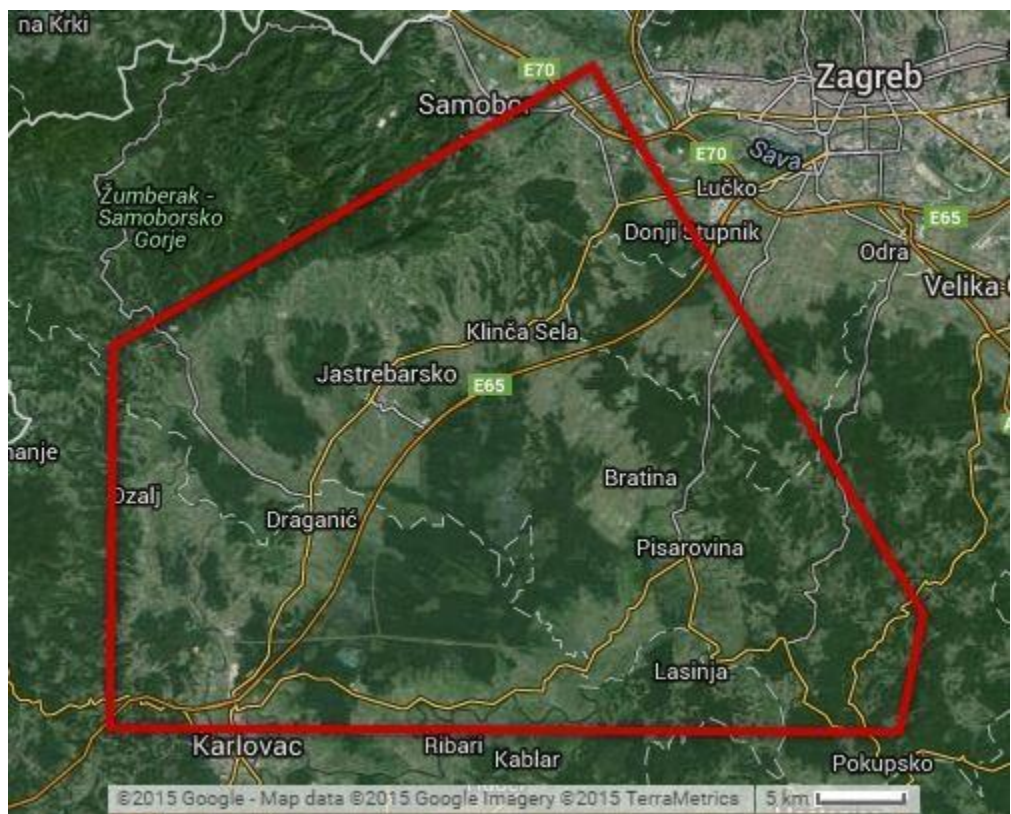 na Krki
E70
Zagreb
Samobor
E70
Sava
Lučko
Žumberak -
Samoborsko
Gorje
E65
Donji Stupnik
Odra
Velika
Klinča Sela
Jastrebarsko
E65
anje
Bratina
Ozalj
Draganić
Pisarovina
Lasinja
Karlovac
Ribari
Kablar
Pokupsko
©2015 Google - Map data ©2015 Google Imagery ©2015 TerraMetrics
5 km